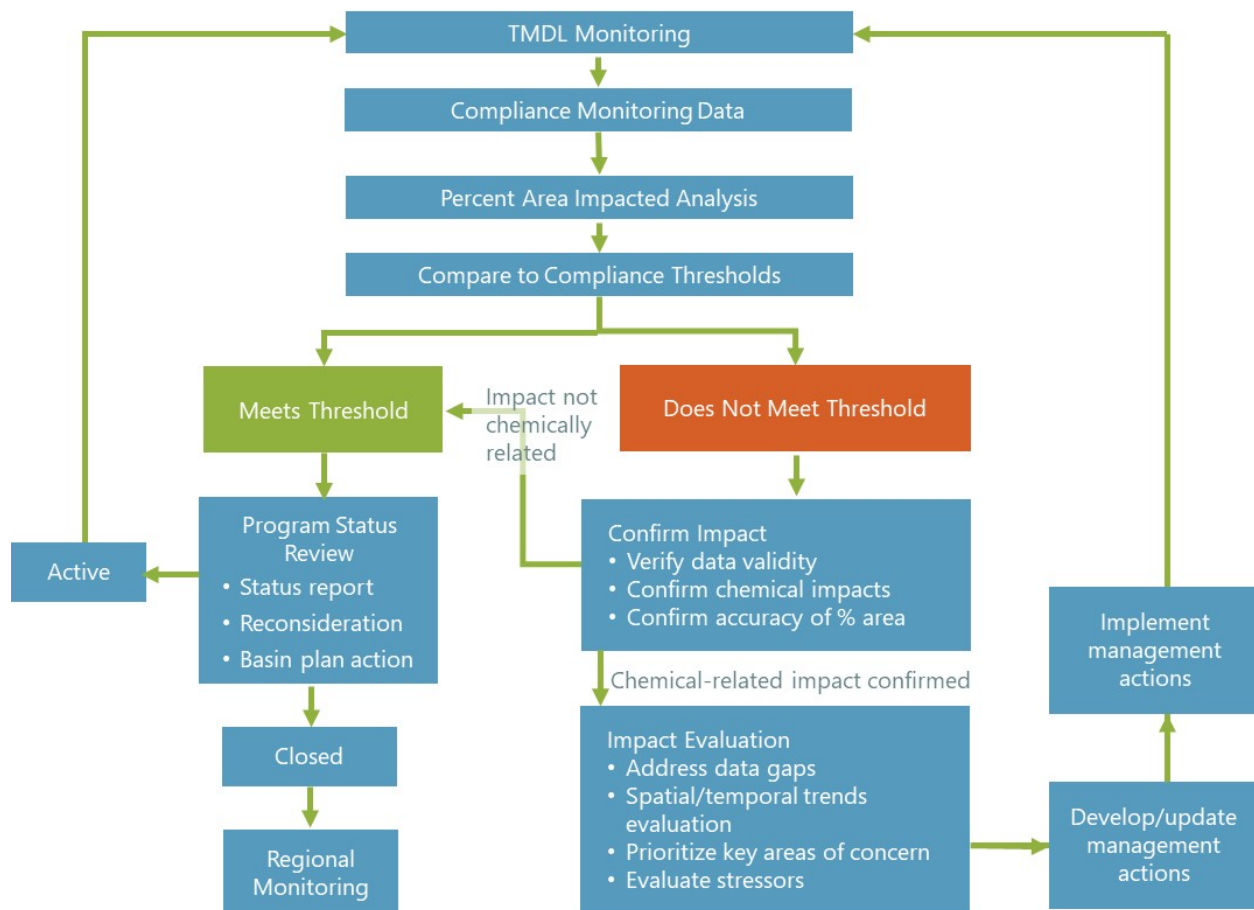 TMDL Monitoring
Compliance Monitoring Data
Percent Area Impacted Analysis
Compare to Compliance Thresholds
Meets Threshold
Impact not
chemically
related
Does Not Meet Threshold
Program Status
Review
• Status report
• Reconsideration
• Basin plan action
Active
Confirm Impact
• Verify data validity
• Confirm chemical impacts
• Confirm accuracy of % area
Chemical-related impact confirmed
Implement
management
actions
Closed
Regional
Monitoring
Impact Evaluation
• Address data gaps
• Spatial/temporal trends
evaluation
• Prioritize key areas of concern
• Evaluate stressors
Develop/update
management
actions